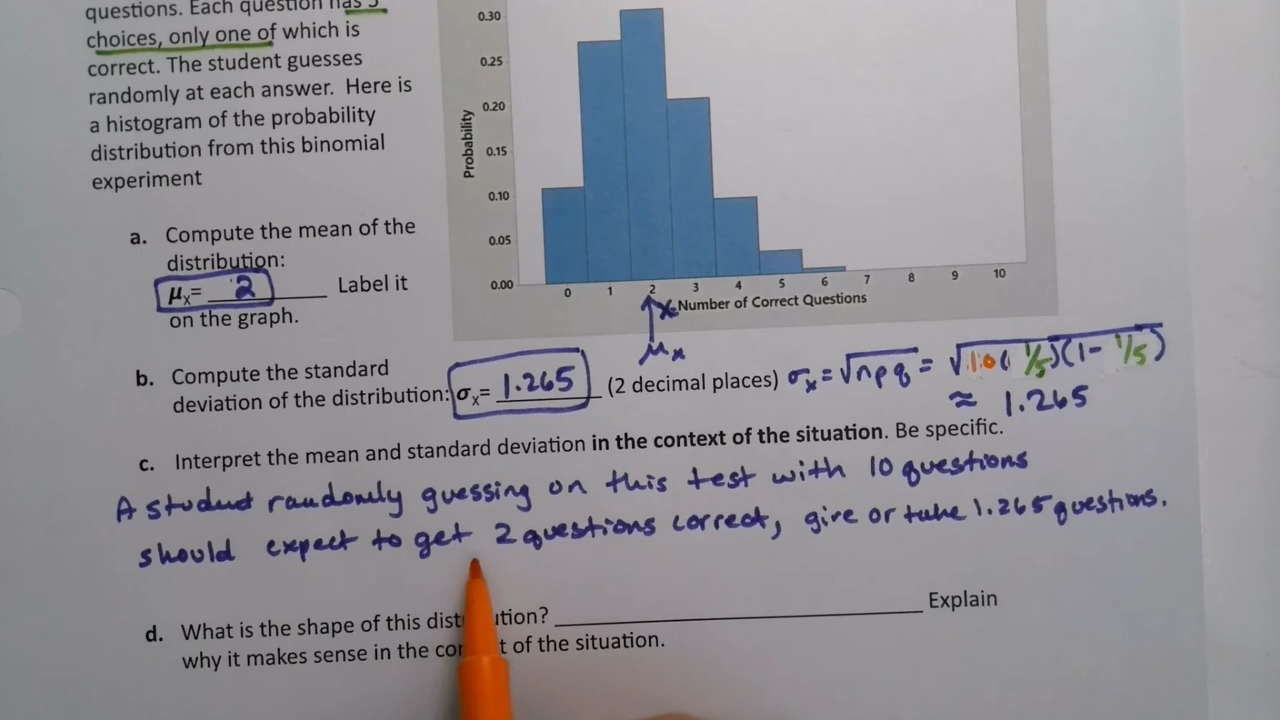 questions. Each question has 5
choices, only one of which is
correct. The student guesses
randomly at each answer. Here is
a histogram of the probability
distribution from this binomial
experiment
0.30
0.25
0.20
0.15
0.10
0.05
0.00
Probability
0 1 2 3 4 5 6 7 8 9 10
X= Number of Correct Questions
μx
a. Compute the mean of the
distribution:
μx= 2 Label it
on the graph.
b. Compute the standard
deviation of the distribution: σx= 1.265 (2 decimal places) σx = √npq = √10(1/5)(1-1/5)
≈ 1.265
c. Interpret the mean and standard deviation in the context of the situation. Be specific.
A student randomly guessing on this test with 10 questions
should expect to get 2 questions correct, give or take 1.265 questions.
d. What is the shape of this distribution? Explain
why it makes sense in the context of the situation.